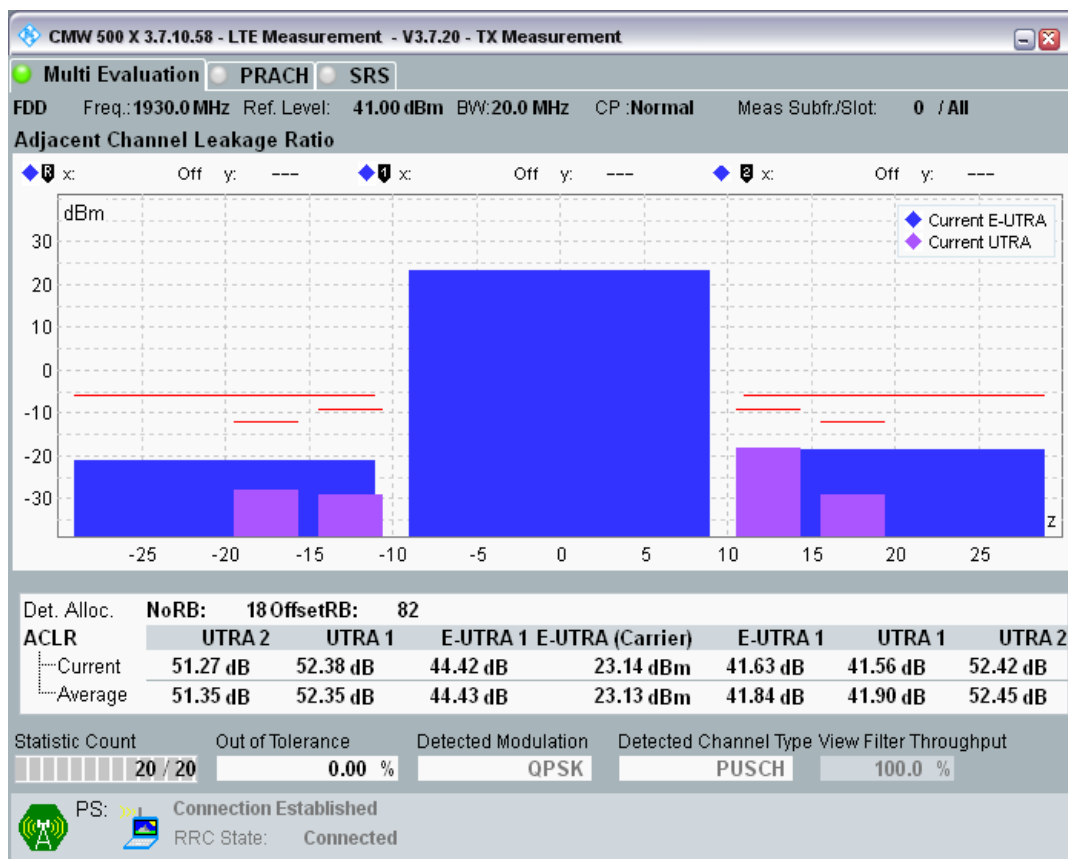 CMW 500 X 3.7.10.58 - LTE Measurement - V3.7.20 - TX Measurement
Multi Evaluation PRACH SRS
FDD Freq.:1930.0 MHz Ref. Level: 41.00 dBm BW:20.0 MHz CP :Normal Meas Subfr./Slot: 0 / All
Adjacent Channel Leakage Ratio
R x: Off y: --- 1 x: Off y: --- 2 x: Off y: ---
dBm
Current E-UTRA
Current UTRA
30
20
10
0
-10
-20
-30
z
-25 -20 -15 -10 -5 0 5 10 15 20 25
Det. Alloc. NoRB: 18 OffsetRB: 82
ACLR UTRA 2 UTRA 1 E-UTRA 1 E-UTRA (Carrier) E-UTRA 1 UTRA 1 UTRA 2
Current 51.27 dB 52.38 dB 44.42 dB 23.14 dBm 41.63 dB 41.56 dB 52.42 dB
Average 51.35 dB 52.35 dB 44.43 dB 23.13 dBm 41.84 dB 41.90 dB 52.45 dB
Statistic Count Out of Tolerance Detected Modulation Detected Channel Type View Filter Throughput
20 / 20 0.00 % QPSK PUSCH 100.0 %
PS: Connection Established
RRC State: Connected